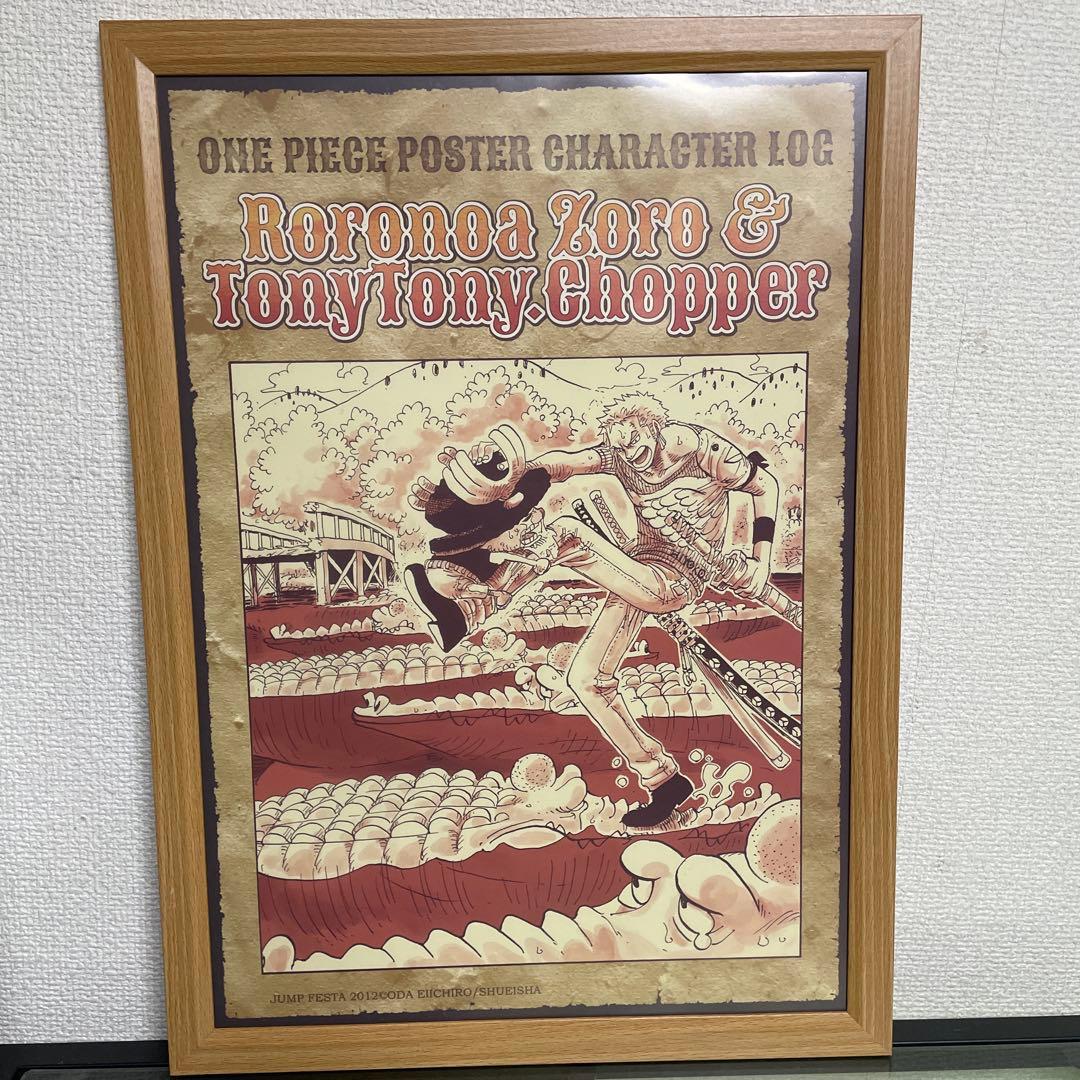 ONE PIECE POSTER CHARACTER LOG
Roronoa Zoro &
TonyTony.Chopper
JUMP FESTA 2012©ODA EIICHIRO/SHUEISHA